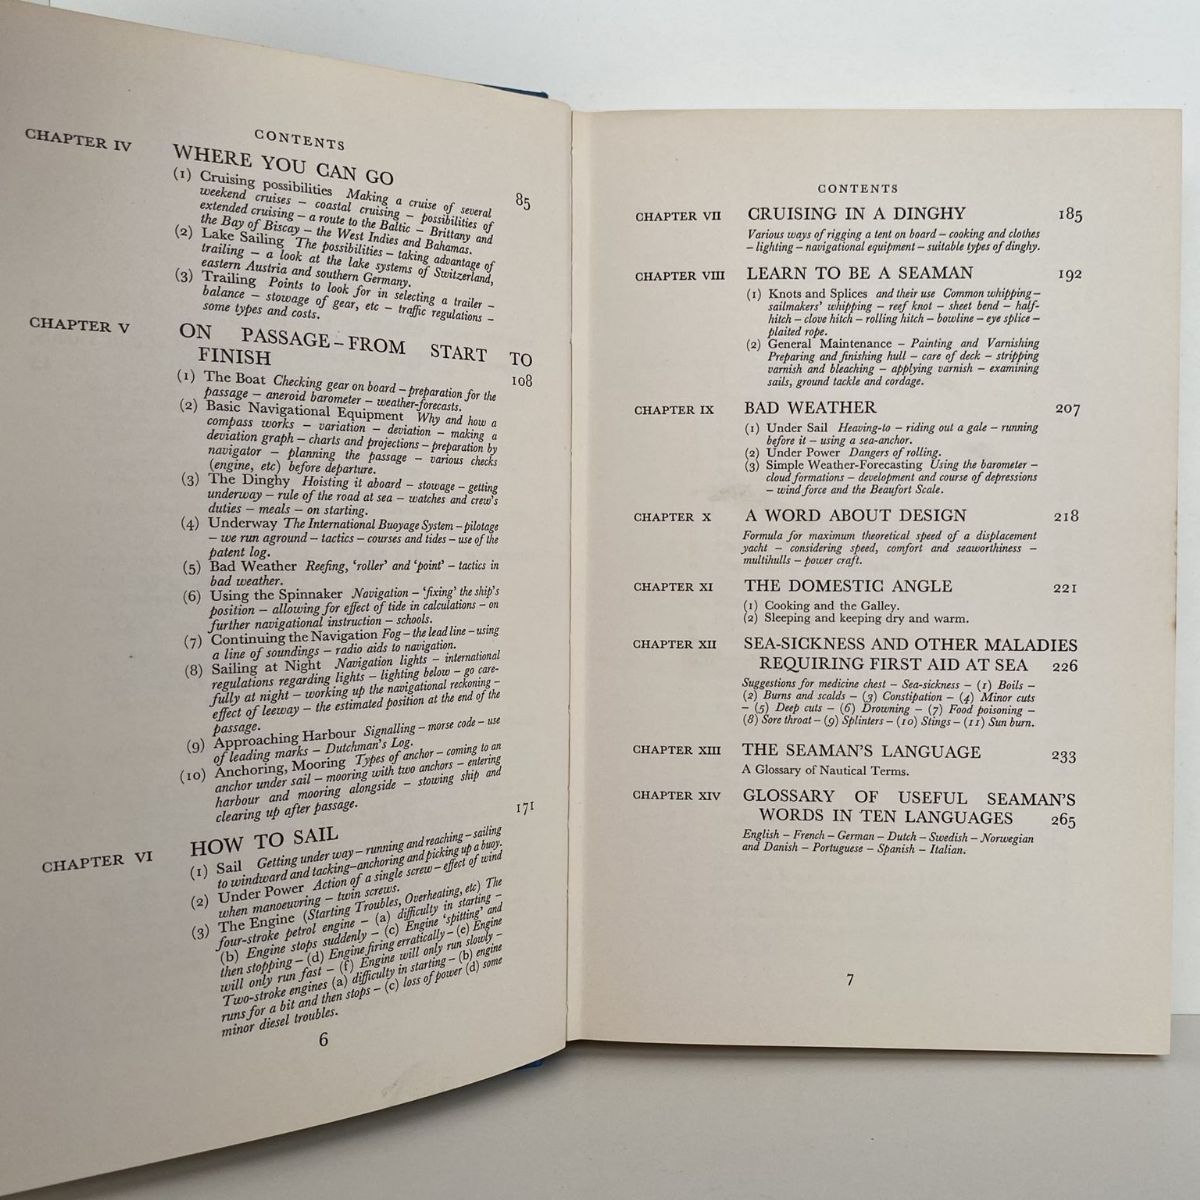 CONTENTS
CHAPTER IV WHERE YOU CAN GO 85
(1) Cruising possibilities Making a cruise of several
weekend cruises – coastal cruising – possibilities of
extended cruising – a route to the Baltic – Brittany and
the Bay of Biscay – the West Indies and Bahamas.
(2) Lake Sailing The possibilities – taking advantage of
trailing – a look at the lake systems of Switzerland,
eastern Austria and southern Germany.
(3) Trailing Points to look for in selecting a trailer –
balance – stowage of gear, etc – traffic regulations –
some types and costs.
CHAPTER V ON PASSAGE – FROM START TO
FINISH 108
(1) The Boat Checking gear on board – preparation for the
passage – aneroid barometer – weather-forecasts.
(2) Basic Navigational Equipment Why and how a
compass works – variation – deviation – making a
deviation graph – charts and projections – preparation by
navigator – planning the passage – various checks
(engine, etc) before departure.
(3) The Dinghy Hoisting it aboard – stowage – getting
underway – rule of the road at sea – watches and crew's
duties – meals – on starting.
(4) Underway The International Buoyage System – pilotage
– we run aground – tactics – courses and tides – use of the
patent log.
(5) Bad Weather Reefing, 'roller' and 'point' – tactics in
bad weather.
(6) Using the Spinnaker Navigation – 'fixing' the ship's
position – allowing for effect of tide in calculations – on
further navigational instruction – schools.
(7) Continuing the Navigation Fog – the lead line – using
a line of soundings – radio aids to navigation.
(8) Sailing at Night Navigation lights – international
regulations regarding lights – lighting below – go care-
fully at night – working up the navigational reckoning –
effect of leeway – the estimated position at the end of the
passage.
(9) Approaching Harbour Signalling – morse code – use
of leading marks – Dutchman's Log.
(10) Anchoring, Mooring Types of anchor – coming to an
anchor under sail – mooring with two anchors – entering
harbour and mooring alongside – stowing ship and
clearing up after passage.
CHAPTER VI HOW TO SAIL 171
(1) Sail Getting under way – running and reaching – sailing
to windward and tacking – anchoring and picking up a buoy.
(2) Under Power Action of a single screw – effect of wind
when manoeuvring – twin screws.
(3) The Engine (Starting Troubles, Overheating, etc) The
four-stroke petrol engine – (a) difficulty in starting –
(b) Engine stops suddenly – (c) Engine 'spitting' and
then stopping – (d) Engine firing erratically – (e) Engine
will only run fast – (f) Engine will only run slowly –
Two-stroke engines (a) difficulty in starting – (b) engine
runs for a bit and then stops – (c) loss of power (d) some
minor diesel troubles.
6
CONTENTS
CHAPTER VII CRUISING IN A DINGHY 185
Various ways of rigging a tent on board – cooking and clothes
– lighting – navigational equipment – suitable types of dinghy.
CHAPTER VIII LEARN TO BE A SEAMAN 192
(1) Knots and Splices and their use Common whipping –
sailmakers' whipping – reef knot – sheet bend – half-
hitch – clove hitch – rolling hitch – bowline – eye splice –
plaited rope.
(2) General Maintenance – Painting and Varnishing
Preparing and finishing hull – care of deck – stripping
varnish and bleaching – applying varnish – examining
sails, ground tackle and cordage.
CHAPTER IX BAD WEATHER 207
(1) Under Sail Heaving-to – riding out a gale – running
before it – using a sea-anchor.
(2) Under Power Dangers of rolling.
(3) Simple Weather-Forecasting Using the barometer –
cloud formations – development and course of depressions
– wind force and the Beaufort Scale.
CHAPTER X A WORD ABOUT DESIGN 218
Formula for maximum theoretical speed of a displacement
yacht – considering speed, comfort and seaworthiness –
multihulls – power craft.
CHAPTER XI THE DOMESTIC ANGLE 221
(1) Cooking and the Galley.
(2) Sleeping and keeping dry and warm.
CHAPTER XII SEA-SICKNESS AND OTHER MALADIES
REQUIRING FIRST AID AT SEA 226
Suggestions for medicine chest – Sea-sickness – (1) Boils –
(2) Burns and scalds – (3) Constipation – (4) Minor cuts
– (5) Deep cuts – (6) Drowning – (7) Food poisoning –
(8) Sore throat – (9) Splinters – (10) Stings – (11) Sun burn.
CHAPTER XIII THE SEAMAN'S LANGUAGE 233
A Glossary of Nautical Terms.
CHAPTER XIV GLOSSARY OF USEFUL SEAMAN'S
WORDS IN TEN LANGUAGES 265
English – French – German – Dutch – Swedish – Norwegian
and Danish – Portuguese – Spanish – Italian.
7